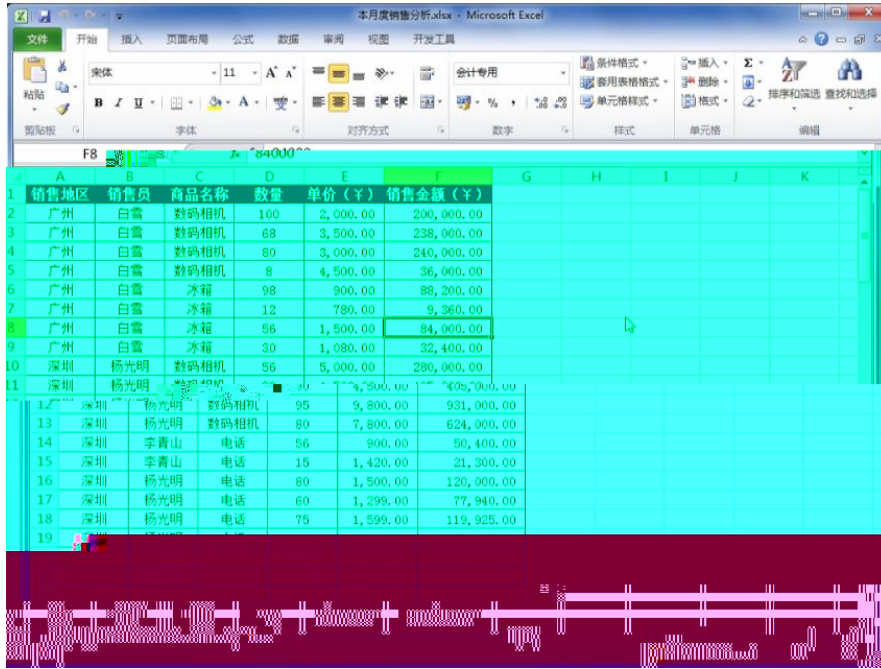 本月度销售分析.xlsx - Microsoft Excel
文件 开始 插入 页面布局 公式 数据 审阅 视图 开发工具
宋体 11 会计专用 条件格式 插入 Σ
粘贴 B I U A 变 % , 套用表格格式 删除 排序和筛选 查找和选择
单元格样式 格式
剪贴板 字体 对齐方式 数字 样式 单元格 编辑
F8
A B C D E F G H I J K
1 销售地区 销售员 商品名称 数量 单价（￥） 销售金额（￥）
2 广州 白雪 数码相机 100 2,000.00 200,000.00
3 广州 白雪 数码相机 68 3,500.00 238,000.00
4 广州 白雪 数码相机 80 3,000.00 240,000.00
5 广州 白雪 数码相机 8 4,500.00 36,000.00
6 广州 白雪 冰箱 98 900.00 88,200.00
7 广州 白雪 冰箱 12 780.00 9,360.00
8 广州 白雪 冰箱 56 1,500.00 84,000.00
9 广州 白雪 冰箱 30 1,080.00 32,400.00
10 深圳 杨光明 数码相机 56 5,000.00 280,000.00
11 深圳 杨光明
12 深圳 杨光明 数码相机 95 9,800.00 931,000.00
13 深圳 杨光明 数码相机 80 7,800.00 624,000.00
14 深圳 李青山 电话 56 900.00 50,400.00
15 深圳 李青山 电话 15 1,420.00 21,300.00
16 深圳 杨光明 电话 80 1,500.00 120,000.00
17 深圳 杨光明 电话 60 1,299.00 77,940.00
18 深圳 杨光明 电话 75 1,599.00 119,925.00
19